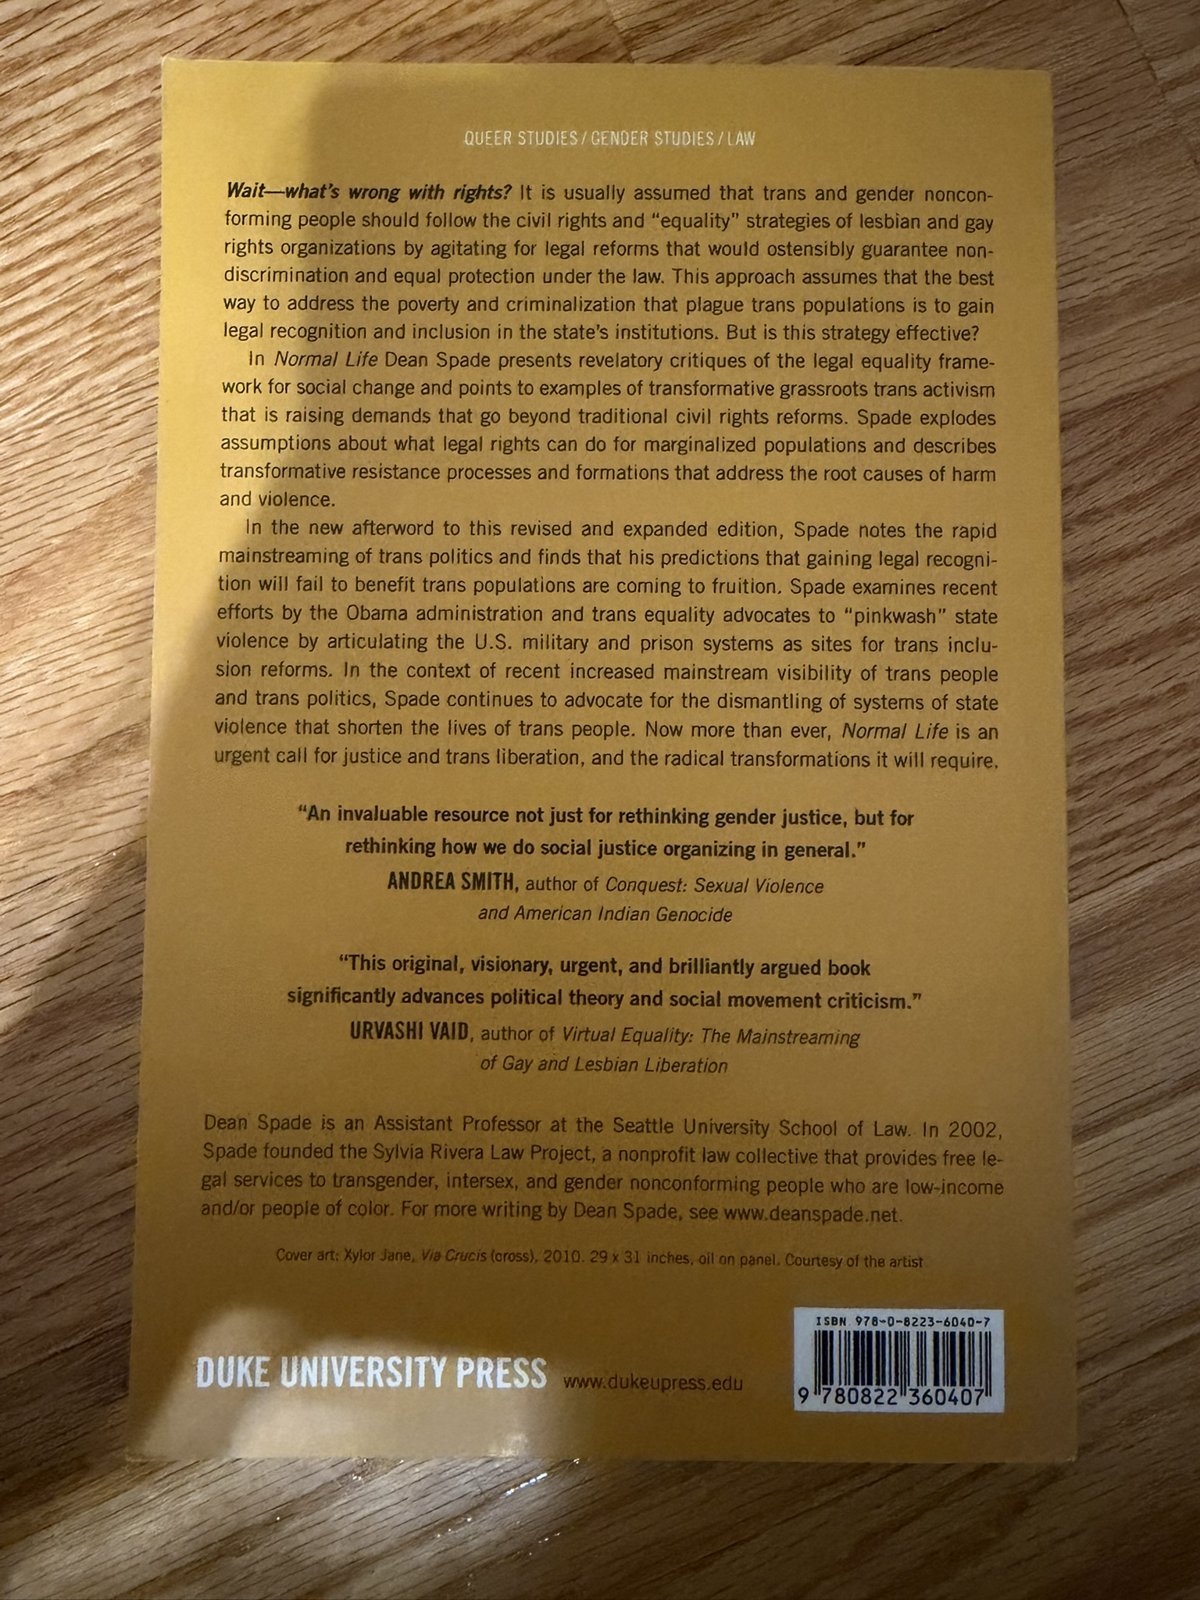 QUEER STUDIES / GENDER STUDIES / LAW
Wait—what's wrong with rights? It is usually assumed that trans and gender noncon-
forming people should follow the civil rights and "equality" strategies of lesbian and gay
rights organizations by agitating for legal reforms that would ostensibly guarantee non-
discrimination and equal protection under the law. This approach assumes that the best
way to address the poverty and criminalization that plague trans populations is to gain
legal recognition and inclusion in the state's institutions. But is this strategy effective?
In Normal Life Dean Spade presents revelatory critiques of the legal equality frame-
work for social change and points to examples of transformative grassroots trans activism
that is raising demands that go beyond traditional civil rights reforms. Spade explodes
assumptions about what legal rights can do for marginalized populations and describes
transformative resistance processes and formations that address the root causes of harm
and violence.
In the new afterword to this revised and expanded edition, Spade notes the rapid
mainstreaming of trans politics and finds that his predictions that gaining legal recogni-
tion will fail to benefit trans populations are coming to fruition. Spade examines recent
efforts by the Obama administration and trans equality advocates to "pinkwash" state
violence by articulating the U.S. military and prison systems as sites for trans inclu-
sion reforms. In the context of recent increased mainstream visibility of trans people
and trans politics, Spade continues to advocate for the dismantling of systems of state
violence that shorten the lives of trans people. Now more than ever, Normal Life is an
urgent call for justice and trans liberation, and the radical transformations it will require.
"An invaluable resource not just for rethinking gender justice, but for
rethinking how we do social justice organizing in general."
ANDREA SMITH, author of Conquest: Sexual Violence
and American Indian Genocide
"This original, visionary, urgent, and brilliantly argued book
significantly advances political theory and social movement criticism."
URVASHI VAID, author of Virtual Equality: The Mainstreaming
of Gay and Lesbian Liberation
Dean Spade is an Assistant Professor at the Seattle University School of Law. In 2002,
Spade founded the Sylvia Rivera Law Project, a nonprofit law collective that provides free le-
gal services to transgender, intersex, and gender nonconforming people who are low-income
and/or people of color. For more writing by Dean Spade, see www.deanspade.net.
Cover art: Xylor Jane, Via Crucis (cross), 2010. 29 x 31 inches, oil on panel. Courtesy of the artist
ISBN 978-0-8223-6040-7
DUKE UNIVERSITY PRESS www.dukeupress.edu
9 780822 360407